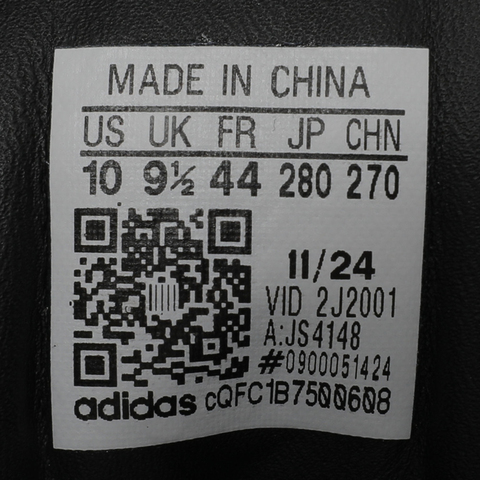 MADE IN CHINA
US UK FR JP CHN
10 9½ 44 280 270
11/24
VID 2J2001
A:JS4148
#0900051424
adidas cQFC1B7500608